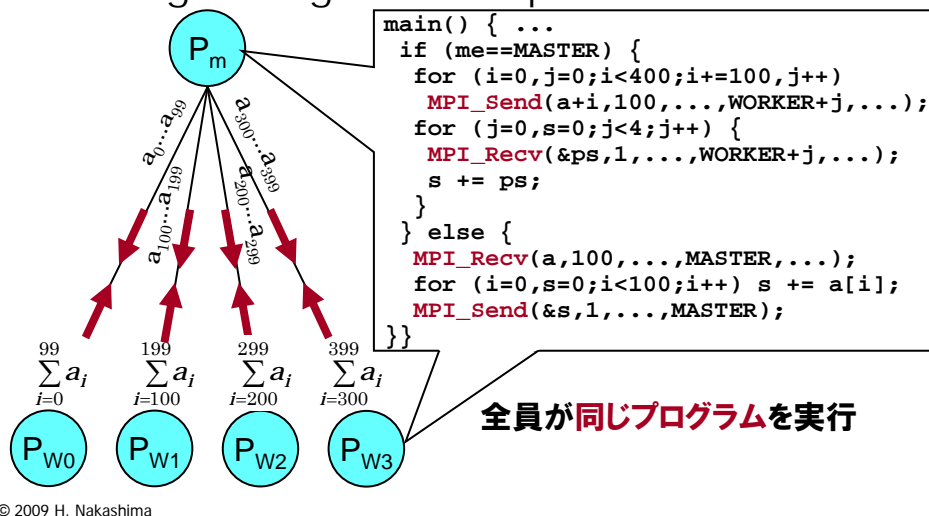 P_m
main() { ...
if (me==MASTER) {
for (i=0,j=0;i<400;i+=100,j++)
MPI_Send(a+i,100,...,WORKER+j,...);
for (j=0,s=0;j<4;j++) {
MPI_Recv(&ps,1,...,WORKER+j,...);
s += ps;
}
} else {
MPI_Recv(a,100,...,MASTER,...);
for (i=0,s=0;i<100;i++) s += a[i];
MPI_Send(&s,1,...,MASTER);
}}
a_0...a_99
a_100...a_199
a_200...a_299
a_300...a_399
99 ∑ a_i i=0
199 ∑ a_i i=100
299 ∑ a_i i=200
399 ∑ a_i i=300
全員が同じプログラムを実行
P_W0
P_W1
P_W2
P_W3
© 2009 H. Nakashima